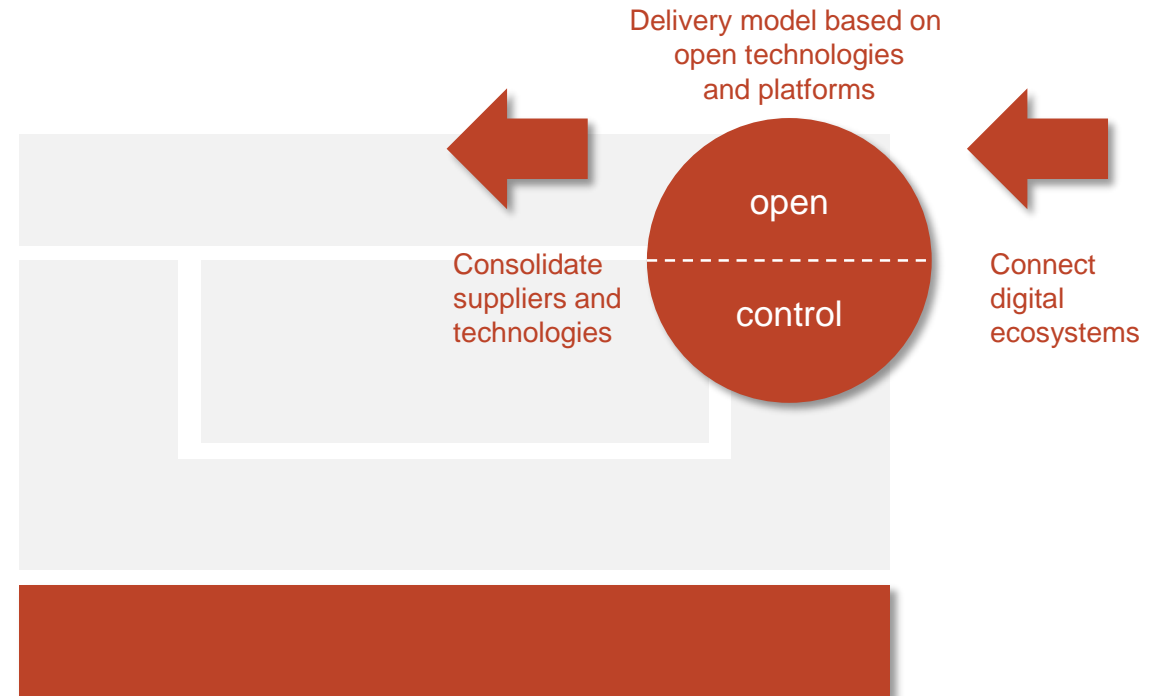 Delivery model based on
open technologies
and platforms
open
control
Consolidate
suppliers and
technologies
Connect
digital
ecosystems